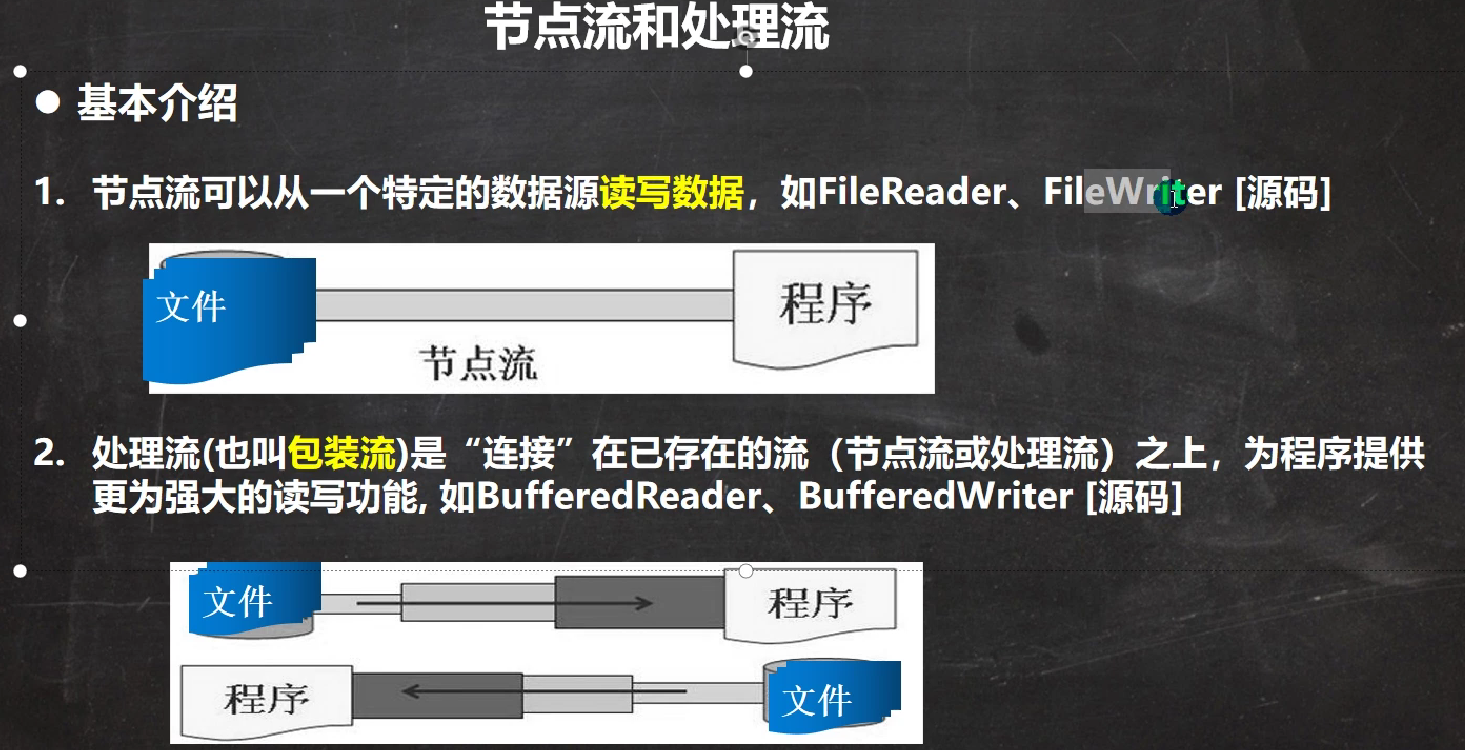 节点流和处理流
● 基本介绍
1. 节点流可以从一个特定的数据源读写数据，如FileReader、FileWriter [源码]
文件
程序
节点流
2. 处理流(也叫包装流)是“连接”在已存在的流（节点流或处理流）之上，为程序提供
更为强大的读写功能, 如BufferedReader、BufferedWriter [源码]
文件
程序
程序
文件